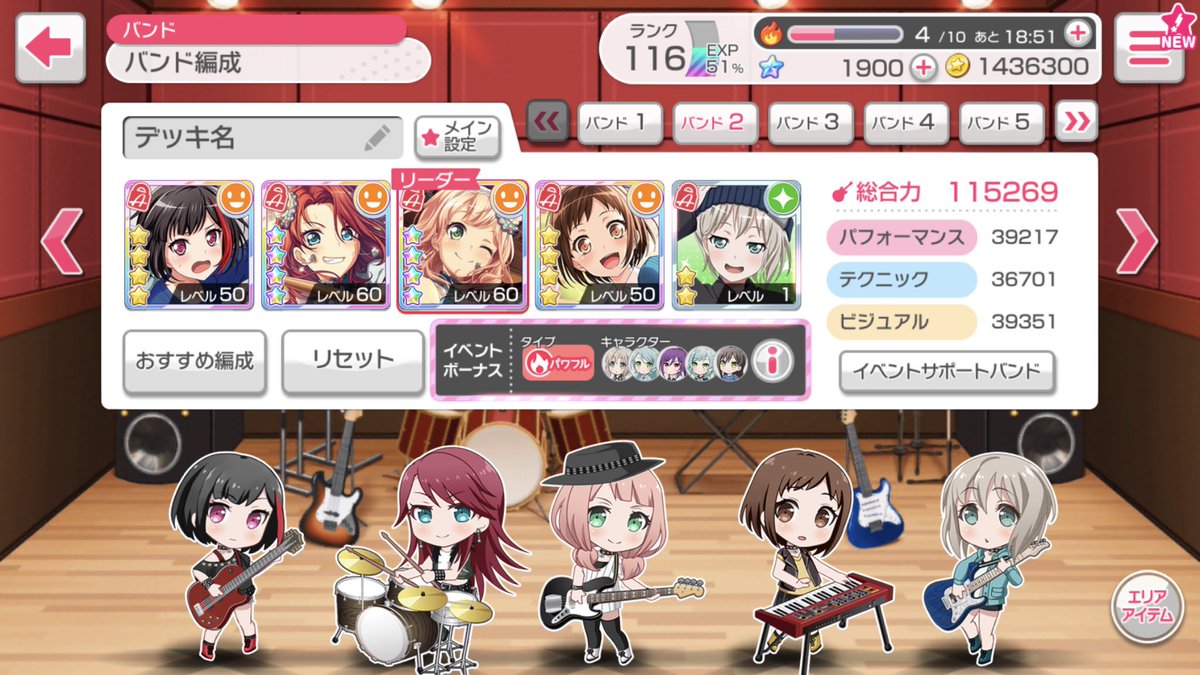 バンド
バンド編成
ランク
116
EXP
51%
4 /10 あと 18:51
1900
1436300
NEW
デッキ名
メイン
設定
バンド 1
バンド 2
バンド 3
バンド 4
バンド 5
リーダー
レベル 50
レベル 60
レベル 60
レベル 50
レベル 1
総合力 115269
パフォーマンス 39217
テクニック 36701
ビジュアル 39351
おすすめ編成
リセット
イベント
ボーナス
タイプ
パワフル
キャラクター
イベントサポートバンド
エリア
アイテム